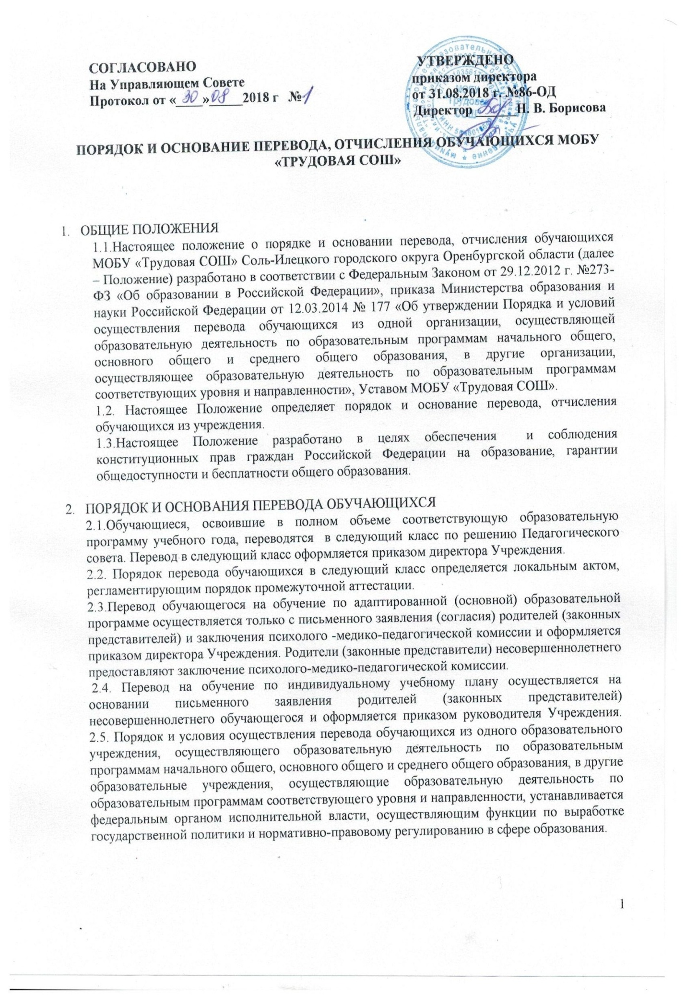 СОГЛАСОВАНО
На Управляющем Совете
Протокол от «30» 08 2018 г №1
УТВЕРЖДЕНО
приказом директора
от 31.08.2018 г. №86-ОД
Директор ______Н. В. Борисова
ПОРЯДОК И ОСНОВАНИЕ ПЕРЕВОДА, ОТЧИСЛЕНИЯ ОБУЧАЮЩИХСЯ МОБУ
«ТРУДОВАЯ СОШ»
1. ОБЩИЕ ПОЛОЖЕНИЯ
1.1.Настоящее положение о порядке и основании перевода, отчисления обучающихся
МОБУ «Трудовая СОШ» Соль-Илецкого городского округа Оренбургской области (далее
– Положение) разработано в соответствии с Федеральным Законом от 29.12.2012 г. №273-
ФЗ «Об образовании в Российской Федерации», приказа Министерства образования и
науки Российской Федерации от 12.03.2014 № 177 «Об утверждении Порядка и условий
осуществления перевода обучающихся из одной организации, осуществляющей
образовательную деятельность по образовательным программам начального общего,
основного общего и среднего общего образования, в другие организации,
осуществляющее образовательную деятельность по образовательным программам
соответствующих уровня и направленности», Уставом МОБУ «Трудовая СОШ».
1.2. Настоящее Положение определяет порядок и основание перевода, отчисления
обучающихся из учреждения.
1.3.Настоящее Положение разработано в целях обеспечения и соблюдения
конституционных прав граждан Российской Федерации на образование, гарантии
общедоступности и бесплатности общего образования.
2. ПОРЯДОК И ОСНОВАНИЯ ПЕРЕВОДА ОБУЧАЮЩИХСЯ
2.1.Обучающиеся, освоившие в полном объеме соответствующую образовательную
программу учебного года, переводятся в следующий класс по решению Педагогического
совета. Перевод в следующий класс оформляется приказом директора Учреждения.
2.2. Порядок перевода обучающихся в следующий класс определяется локальным актом,
регламентирующим порядок промежуточной аттестации.
2.3.Перевод обучающегося на обучение по адаптированной (основной) образовательной
программе осуществляется только с письменного заявления (согласия) родителей (законных
представителей) и заключения психолого -медико-педагогической комиссии и оформляется
приказом директора Учреждения. Родители (законные представители) несовершеннолетнего
предоставляют заключение психолого-медико-педагогической комиссии.
2.4. Перевод на обучение по индивидуальному учебному плану осуществляется на
основании письменного заявления родителей (законных представителей)
несовершеннолетнего обучающегося и оформляется приказом руководителя Учреждения.
2.5. Порядок и условия осуществления перевода обучающихся из одного образовательного
учреждения, осуществляющего образовательную деятельность по образовательным
программам начального общего, основного общего и среднего общего образования, в другие
образовательные учреждения, осуществляющие образовательную деятельность по
образовательным программам соответствующего уровня и направленности, устанавливается
федеральным органом исполнительной власти, осуществляющим функции по выработке
государственной политики и нормативно-правовому регулированию в сфере образования.
1